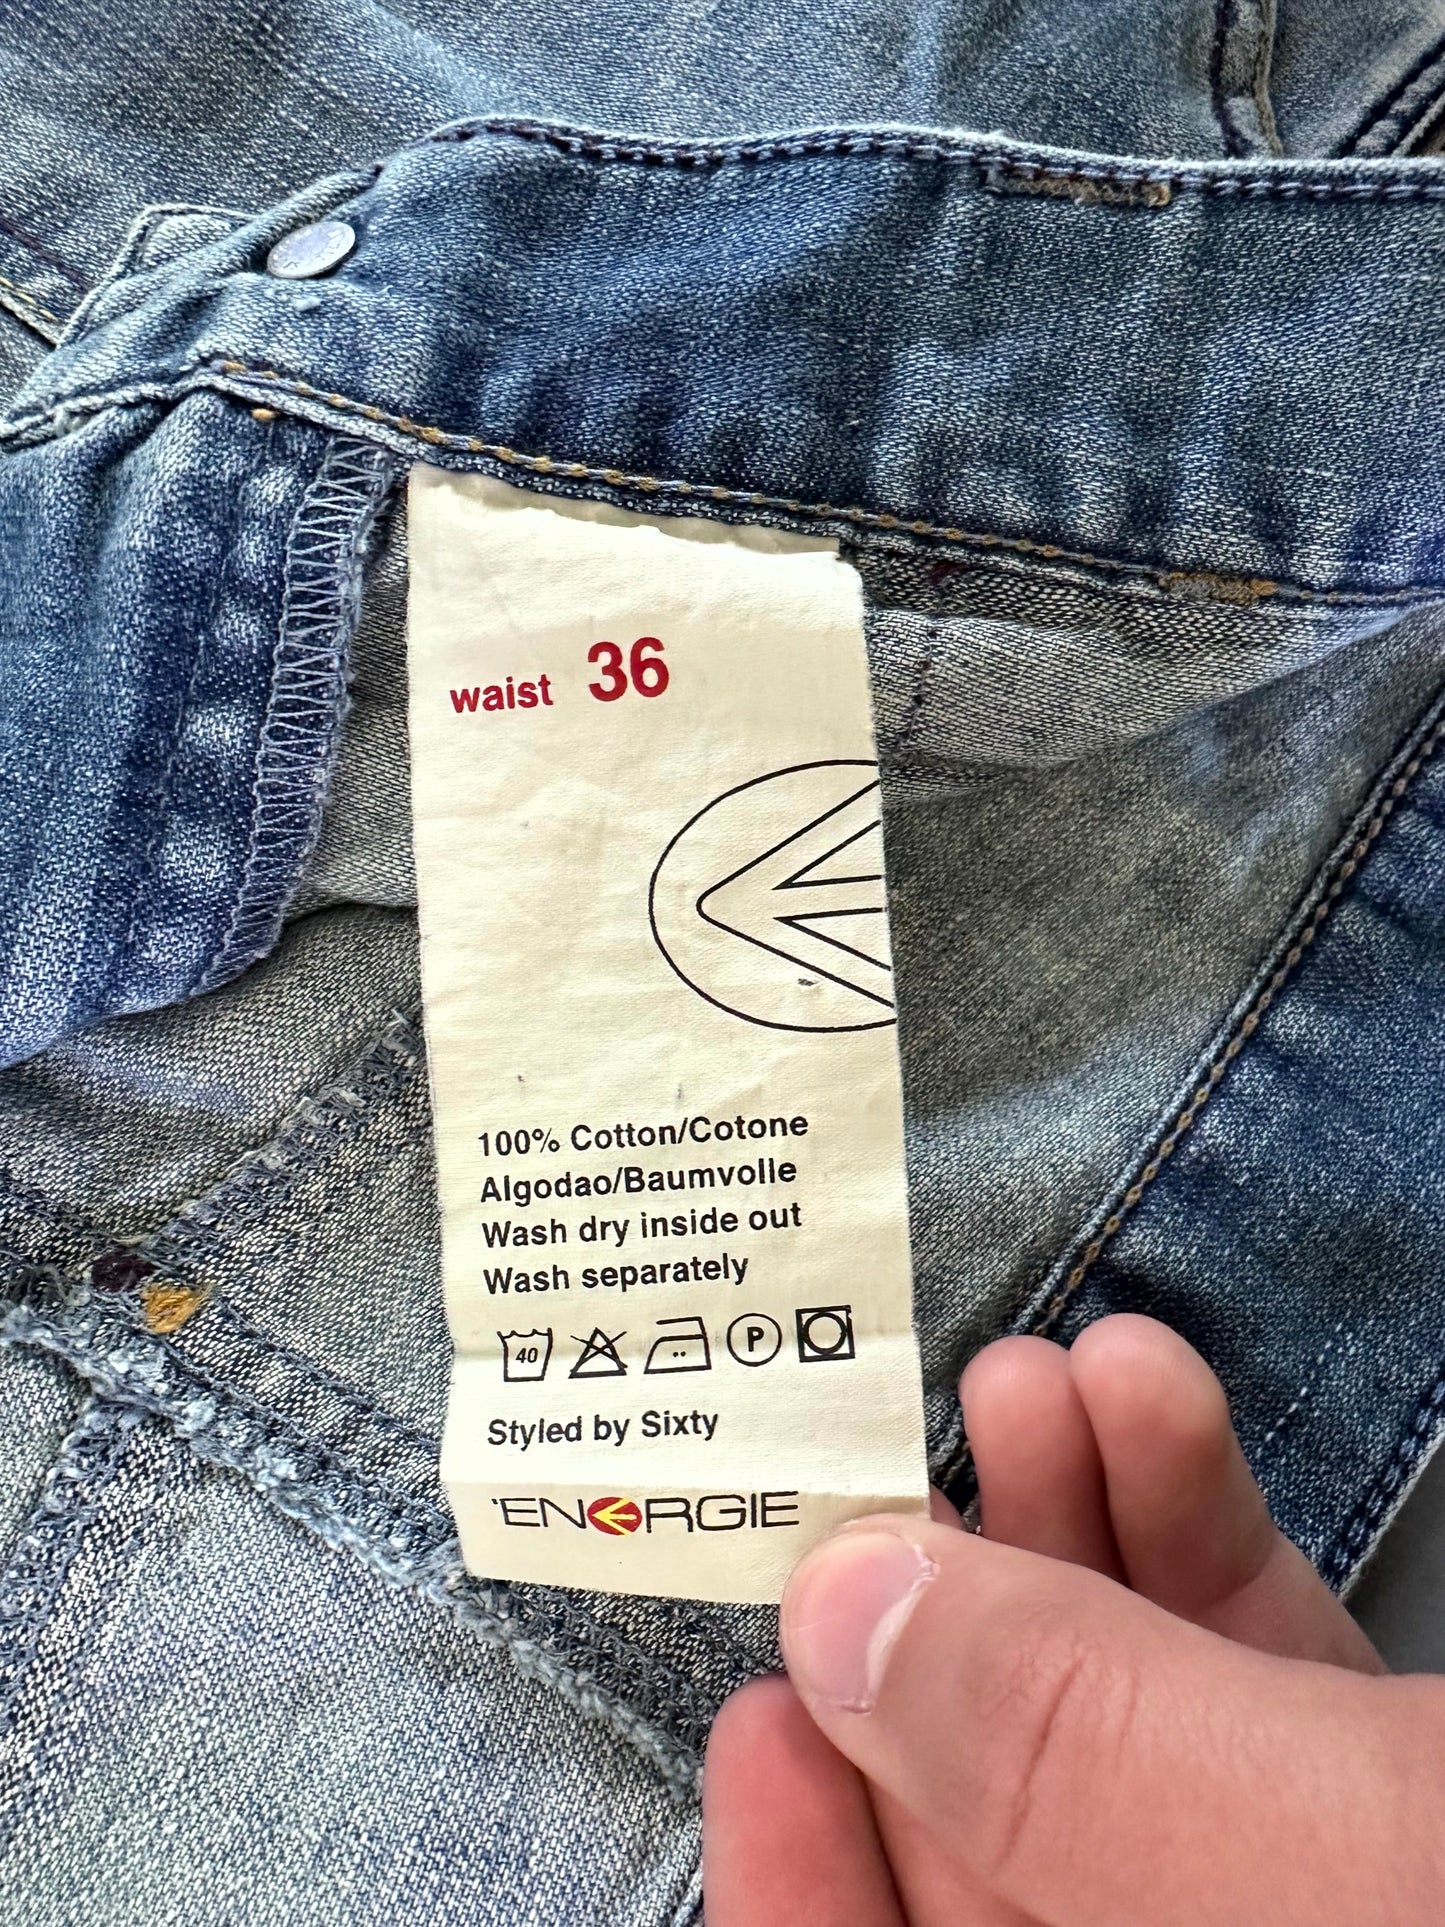 waist 36
100% Cotton/Cotone
Algodao/Baumvolle
Wash dry inside out
Wash separately
40 P
Styled by Sixty
'ENERGIE